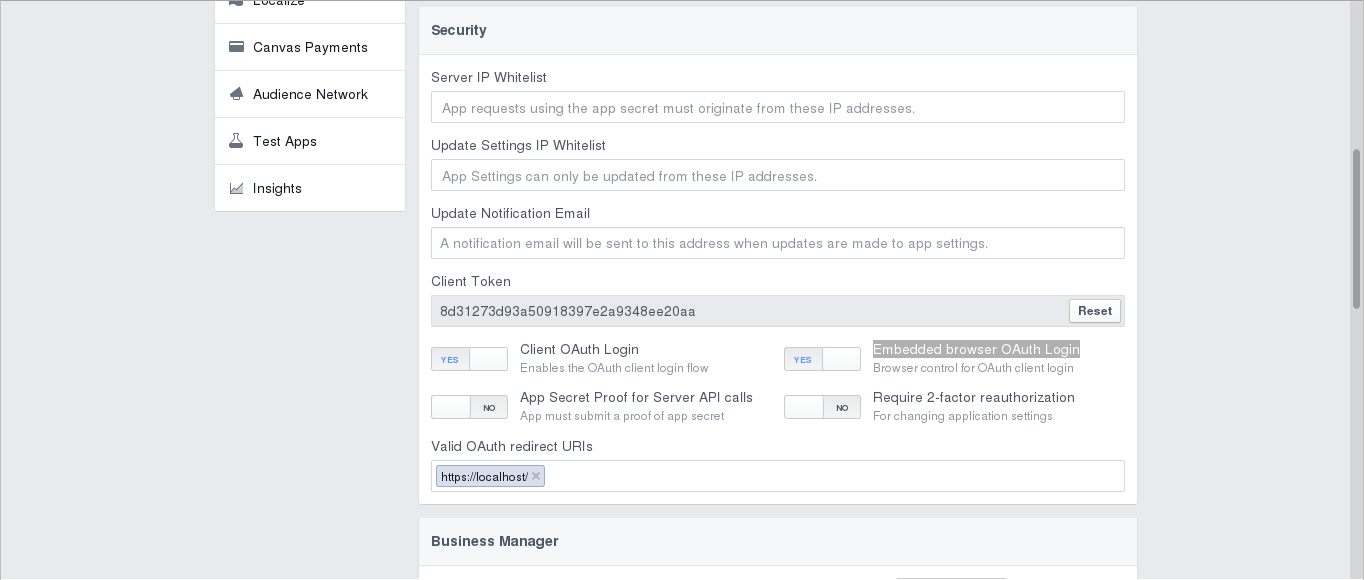 Localize
Canvas Payments
Audience Network
Test Apps
Insights
Security
Server IP Whitelist
App requests using the app secret must originate from these IP addresses.
Update Settings IP Whitelist
App Settings can only be updated from these IP addresses.
Update Notification Email
A notification email will be sent to this address when updates are made to app settings.
Client Token
8d31273d93a50918397e2a9348ee20aa
Reset
YES
Client OAuth Login
Enables the OAuth client login flow
YES
Embedded browser OAuth Login
Browser control for OAuth client login
NO
App Secret Proof for Server API calls
App must submit a proof of app secret
NO
Require 2-factor reauthorization
For changing application settings
Valid OAuth redirect URIs
https://localhost/ ×
Business Manager